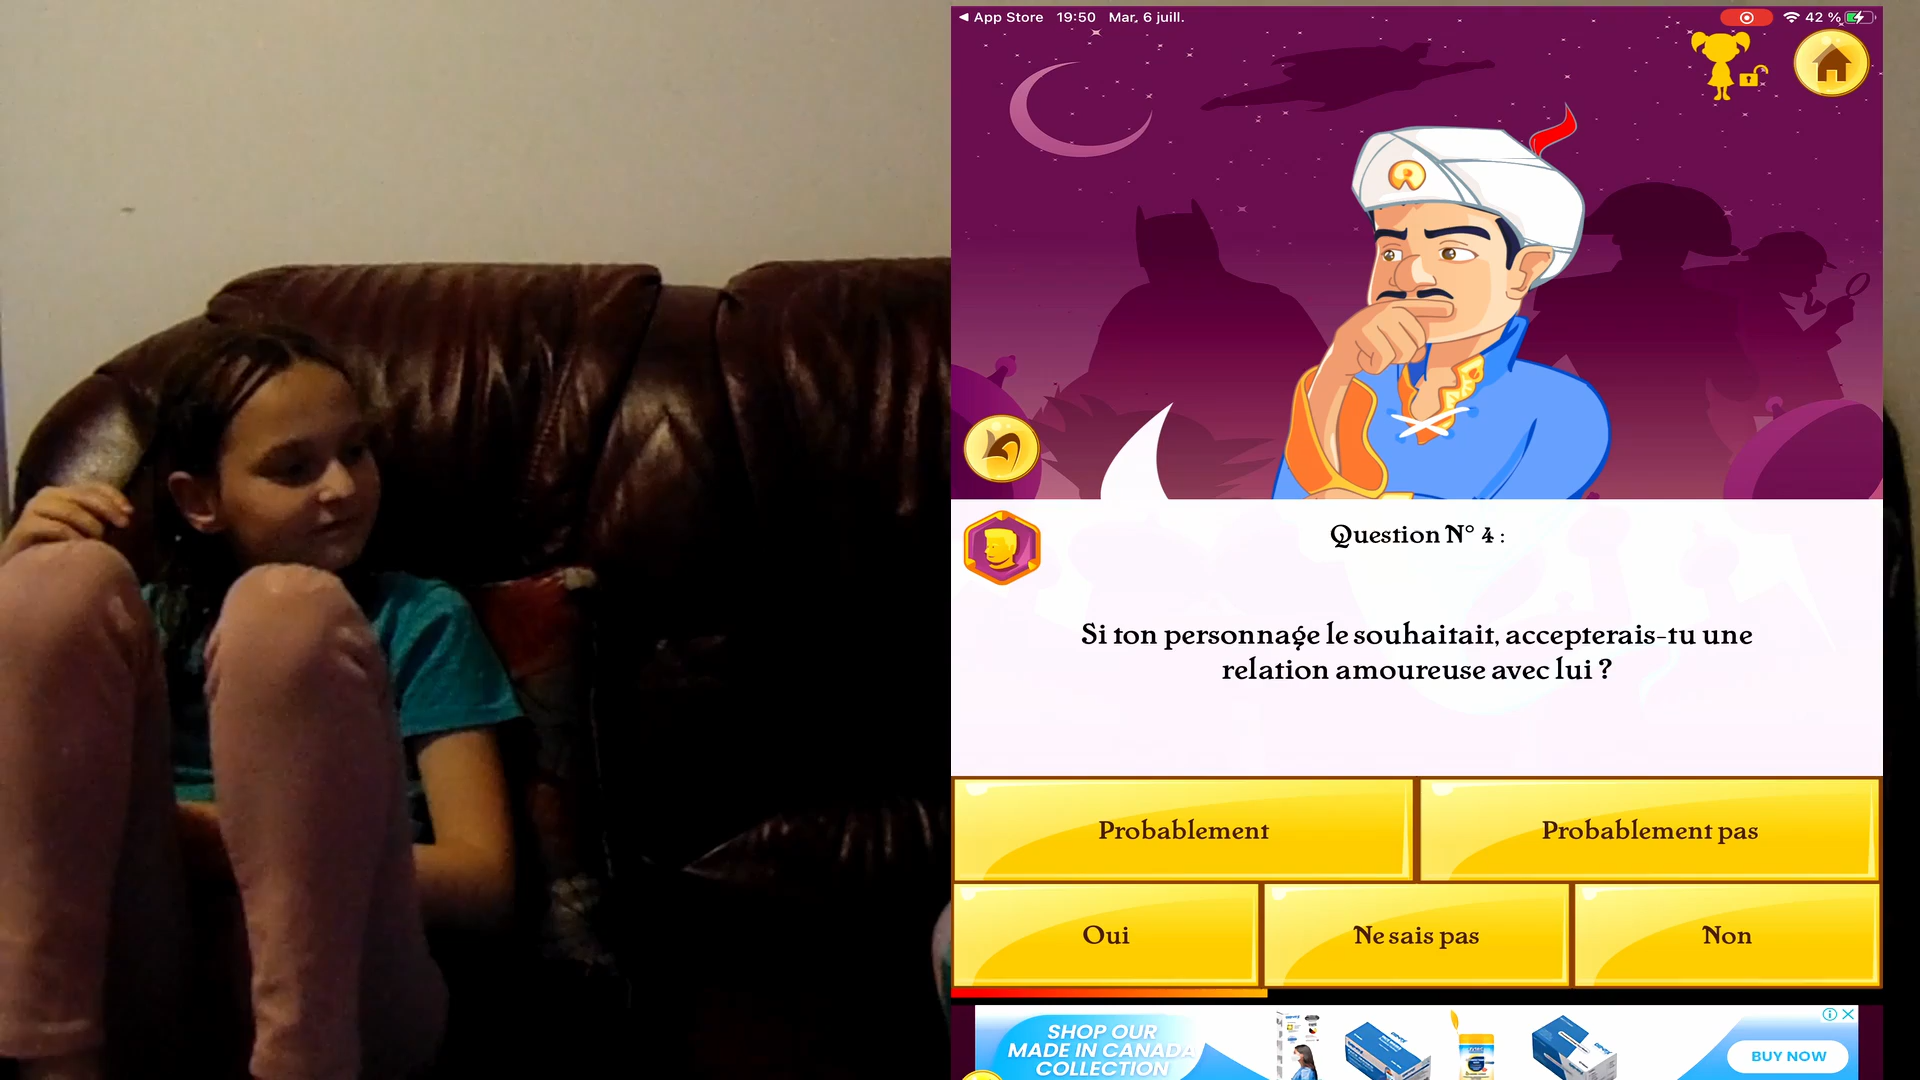 ◀ App Store 19:50 Mar. 6 juill.
42 %
Question N° 4 :
Si ton personnage le souhaitait, accepterais-tu une
relation amoureuse avec lui ?
Probablement
Probablement pas
Oui
Ne sais pas
Non
SHOP OUR
MADE IN CANADA
COLLECTION
BUY NOW